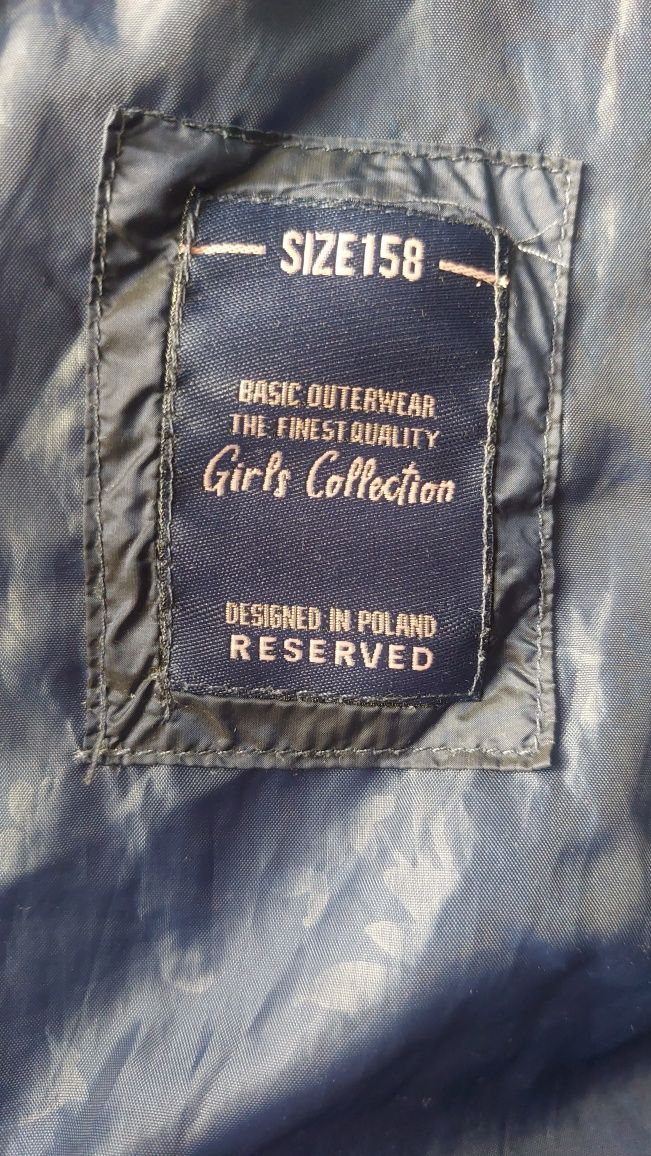 SIZE158
BASIC OUTERWEAR
THE FINEST QUALITY
Girls Collection
DESIGNED IN POLAND
RESERVED